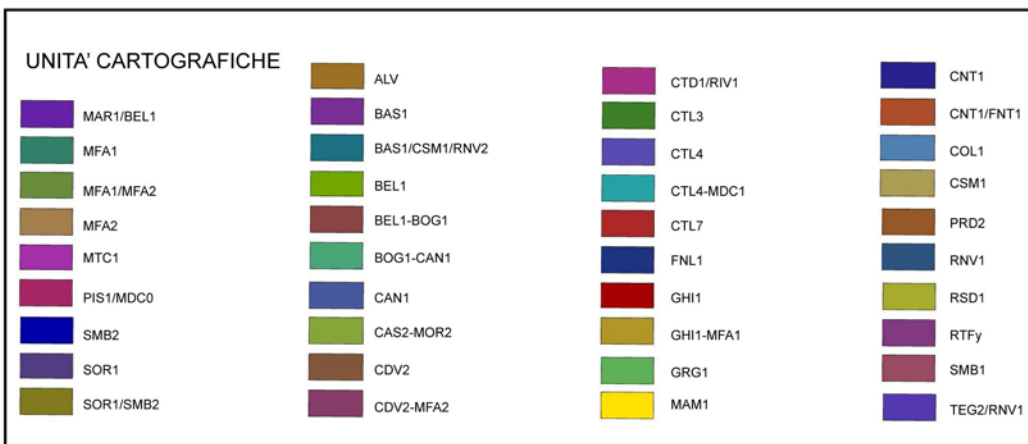 UNITA' CARTOGRAFICHE
MAR1/BEL1
MFA1
MFA1/MFA2
MFA2
MTC1
PIS1/MDC0
SMB2
SOR1
SOR1/SMB2
ALV
BAS1
BAS1/CSM1/RNV2
BEL1
BEL1-BOG1
BOG1-CAN1
CAN1
CAS2-MOR2
CDV2
CDV2-MFA2
CTD1/RIV1
CTL3
CTL4
CTL4-MDC1
CTL7
FNL1
GHI1
GHI1-MFA1
GRG1
MAM1
CNT1
CNT1/FNT1
COL1
CSM1
PRD2
RNV1
RSD1
RTFy
SMB1
TEG2/RNV1